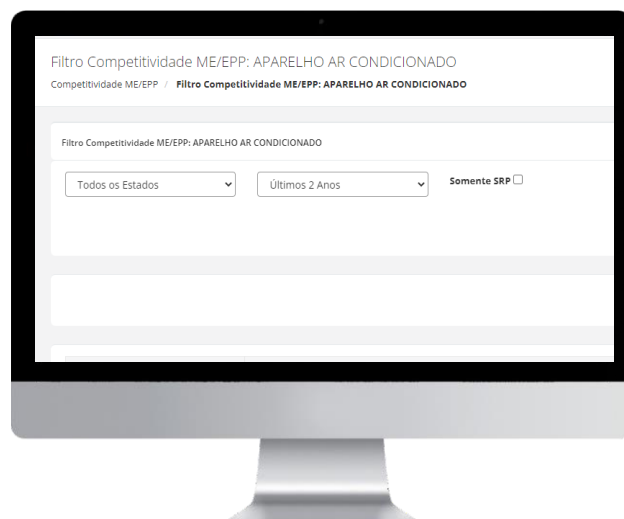 Filtro Competitividade ME/EPP: APARELHO AR CONDICIONADO
Competitividade ME/EPP / Filtro Competitividade ME/EPP: APARELHO AR CONDICIONADO
Filtro Competitividade ME/EPP: APARELHO AR CONDICIONADO
Todos os Estados Últimos 2 Anos Somente SRP